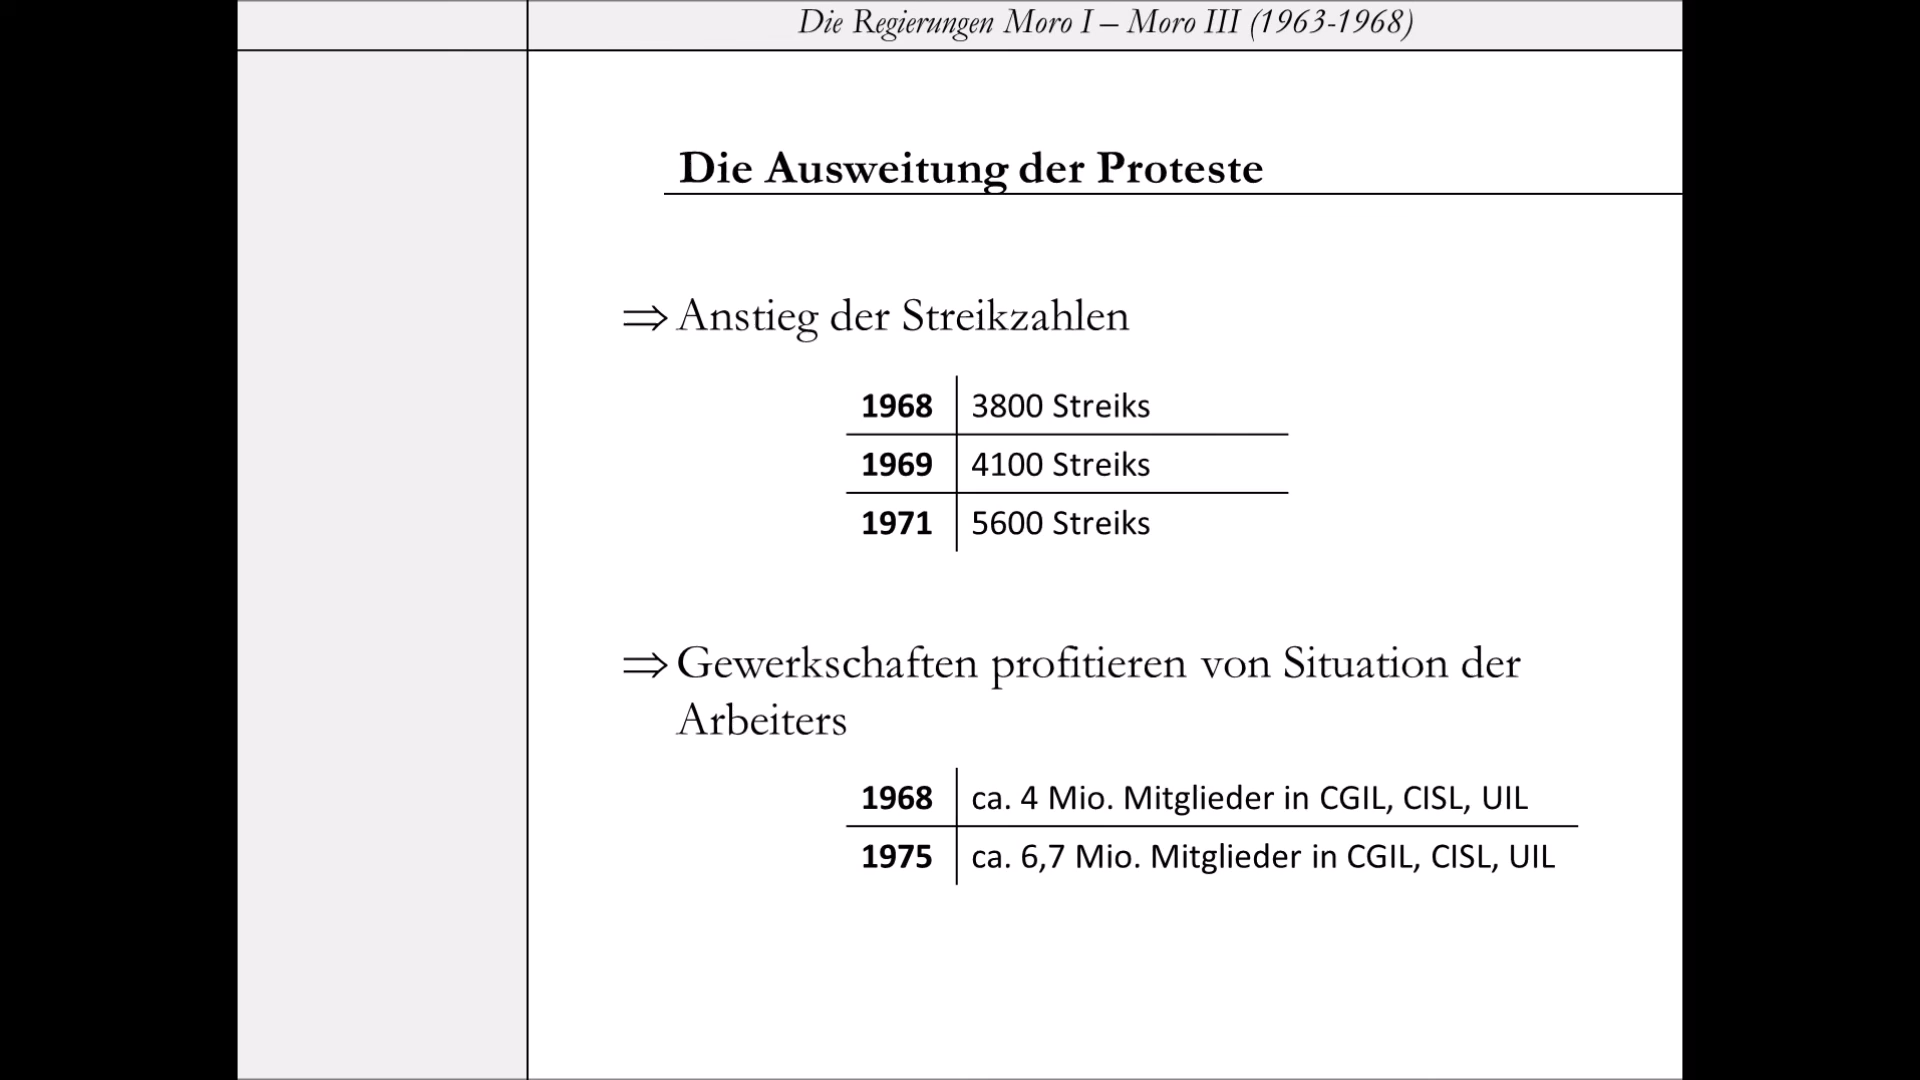 Die Regierungen Moro I – Moro III (1963-1968)
Die Ausweitung der Proteste
⇒ Anstieg der Streikzahlen
1968 3800 Streiks
1969 4100 Streiks
1971 5600 Streiks
⇒ Gewerkschaften profitieren von Situation der
Arbeiters
1968 ca. 4 Mio. Mitglieder in CGIL, CISL, UIL
1975 ca. 6,7 Mio. Mitglieder in CGIL, CISL, UIL